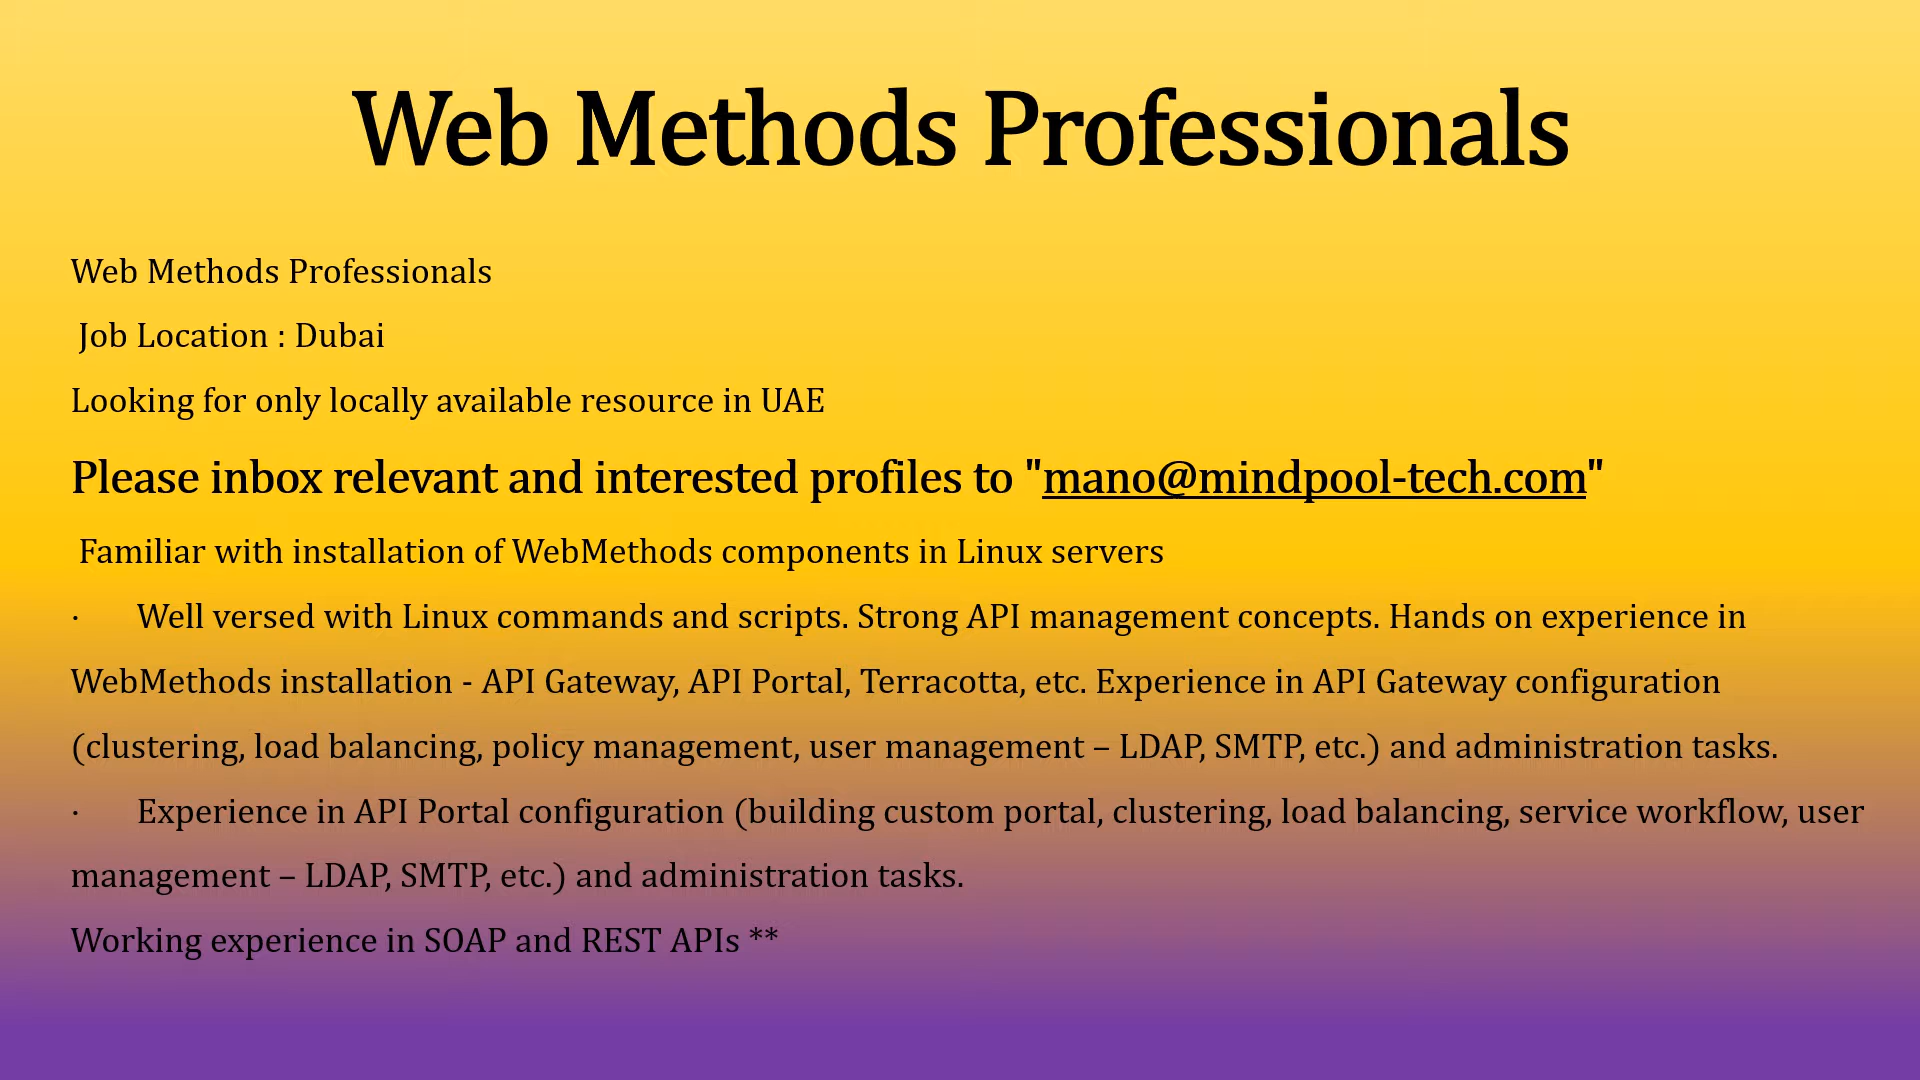 Web Methods Professionals
Web Methods Professionals
Job Location : Dubai
Looking for only locally available resource in UAE
Please inbox relevant and interested profiles to "mano@mindpool-tech.com"
Familiar with installation of WebMethods components in Linux servers
· Well versed with Linux commands and scripts. Strong API management concepts. Hands on experience in
WebMethods installation - API Gateway, API Portal, Terracotta, etc. Experience in API Gateway configuration
(clustering, load balancing, policy management, user management – LDAP, SMTP, etc.) and administration tasks.
· Experience in API Portal configuration (building custom portal, clustering, load balancing, service workflow, user
management – LDAP, SMTP, etc.) and administration tasks.
Working experience in SOAP and REST APIs **